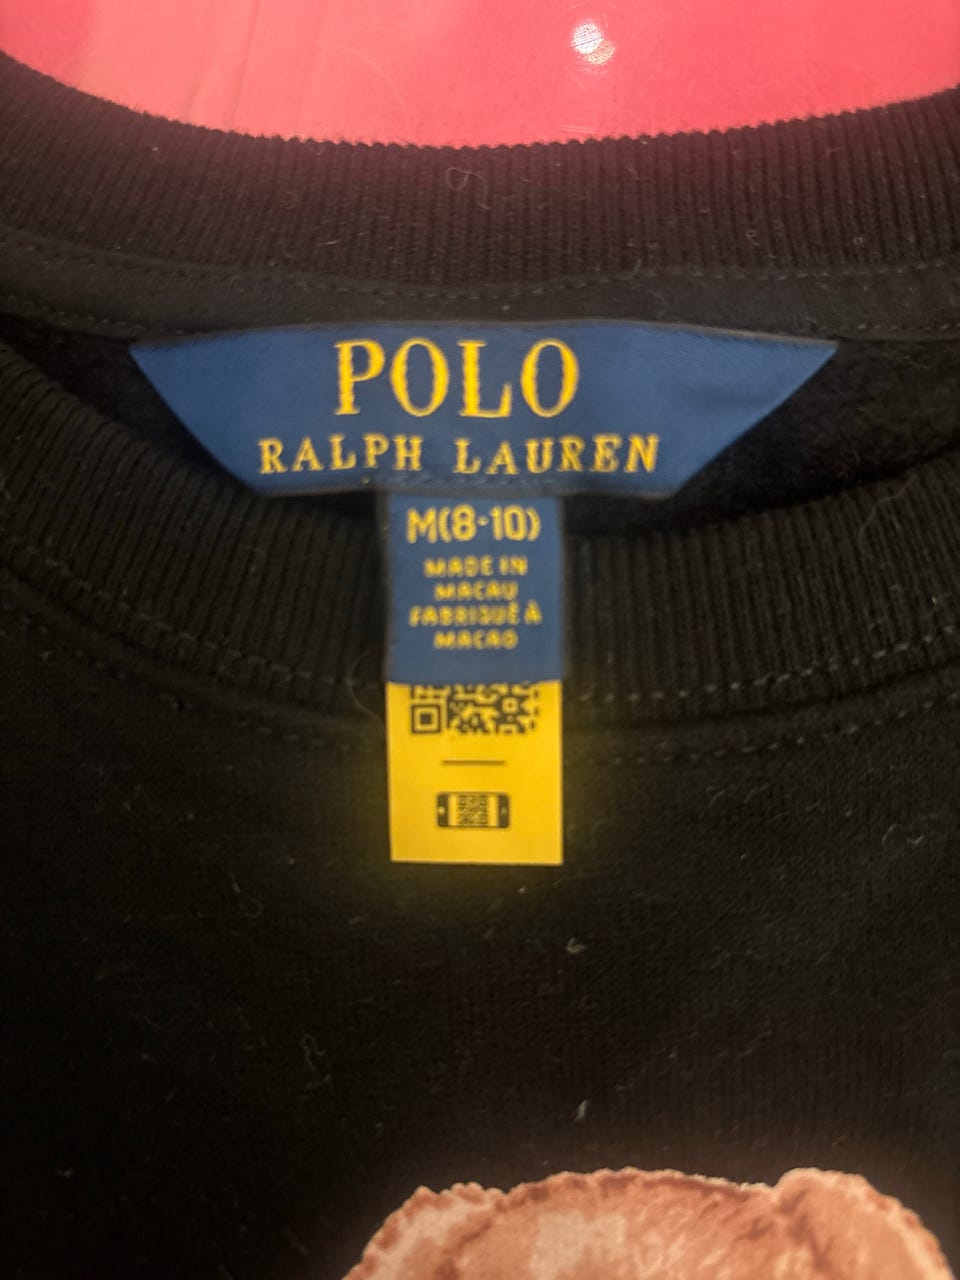 POLO
RALPH LAUREN
M(8-10)
MADE IN
MACAU
FABRIQUÉ À
MACAO